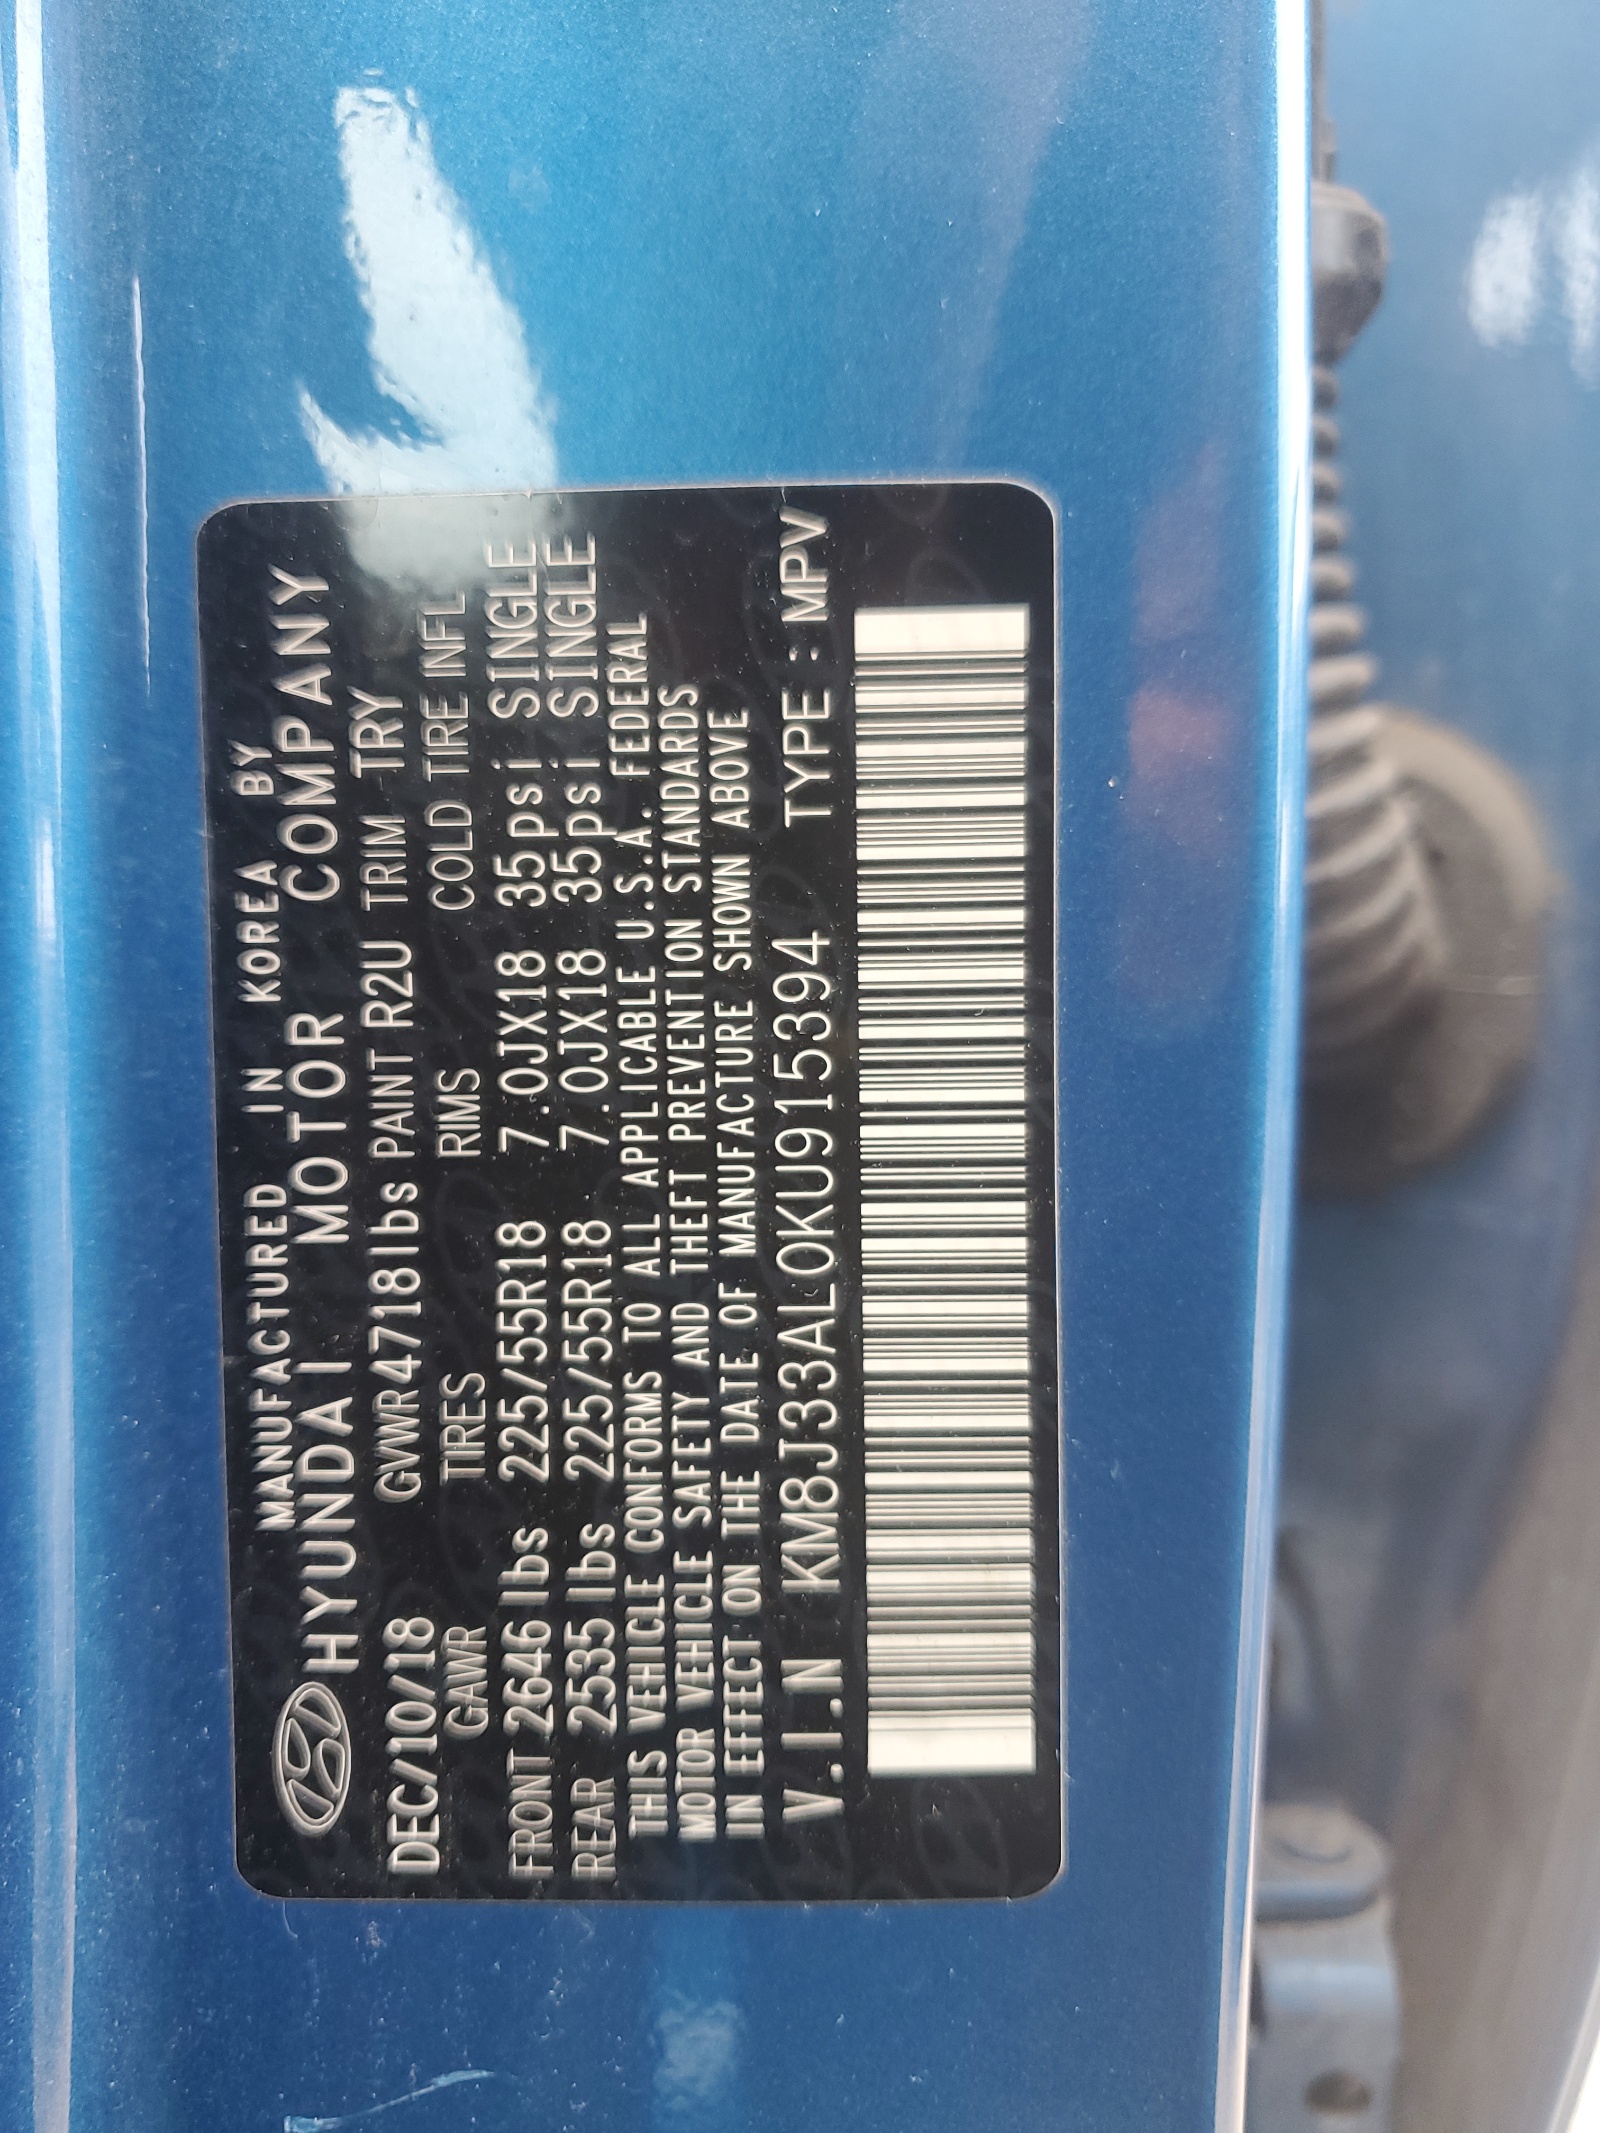 MANUFACTURED IN KOREA BY
HYUNDAI MOTOR COMPANY
DEC/10/18 GVWR4718lbs PAINT R2U TRIM TRY
GAWR TIRES RIMS COLD TIRE INFL
FRONT 2646 lbs 225/55R18 7.0JX18 35psi SINGLE
REAR 2535 lbs 225/55R18 7.0JX18 35psi SINGLE
THIS VEHICLE CONFORMS TO ALL APPLICABLE U.S.A. FEDERAL
MOTOR VEHICLE SAFETY AND THEFT PREVENTION STANDARDS
IN EFFECT ON THE DATE OF MANUFACTURE SHOWN ABOVE
V.I.N KM8J33AL0KU915394 TYPE : MPV